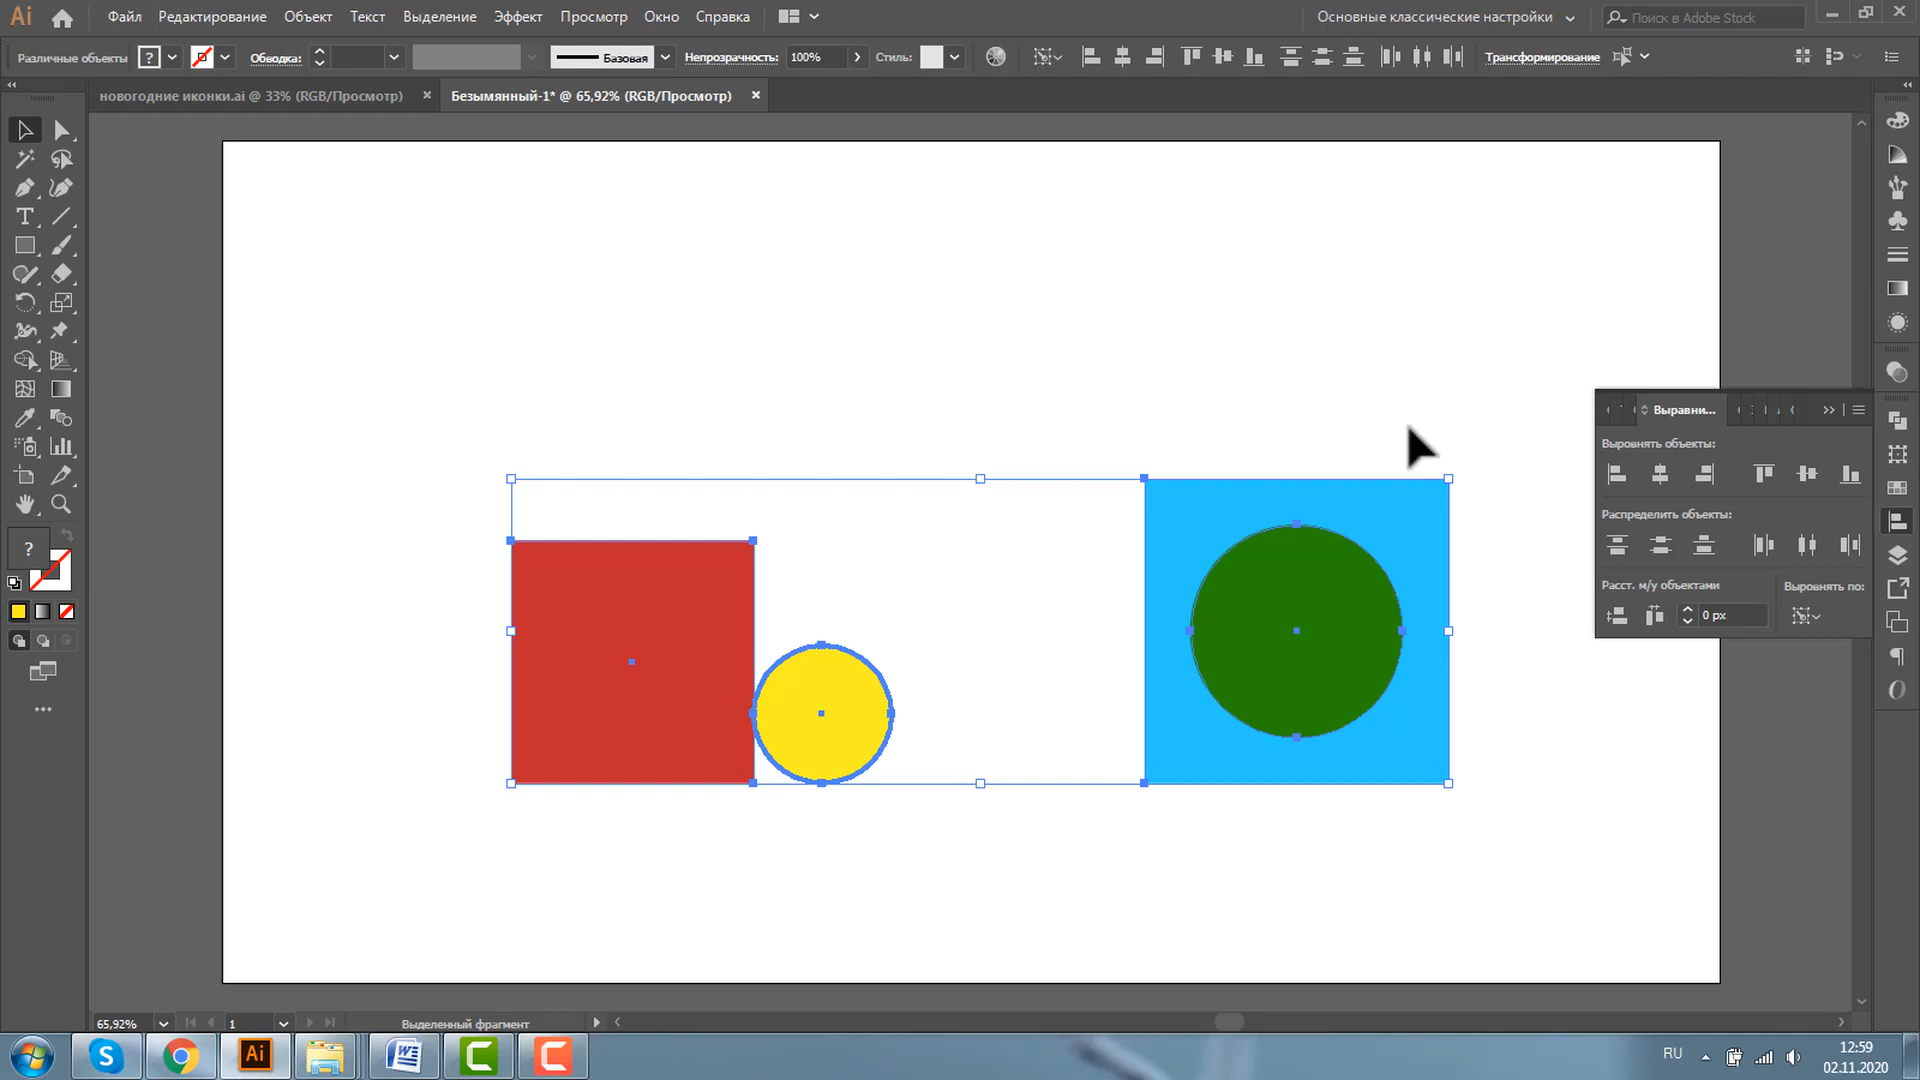 Ai Файл Редактирование Объект Текст Выделение Эффект Просмотр Окно Справка Основные классические настройки Поиск в Adobe Stock
Различные объекты ? Обводка: Базовая Непрозрачность: 100% Стиль: Трансформирование
новогодние иконки.ai @ 33% (RGB/Просмотр) × Безымянный-1* @ 65,92% (RGB/Просмотр) ×
Выравни...
Выровнять объекты:
Распределить объекты:
Расст. м/у объектами Выровнять по:
0 px
?
65,92% 1 Выделенный фрагмент
Ai
RU
12:59
02.11.2020